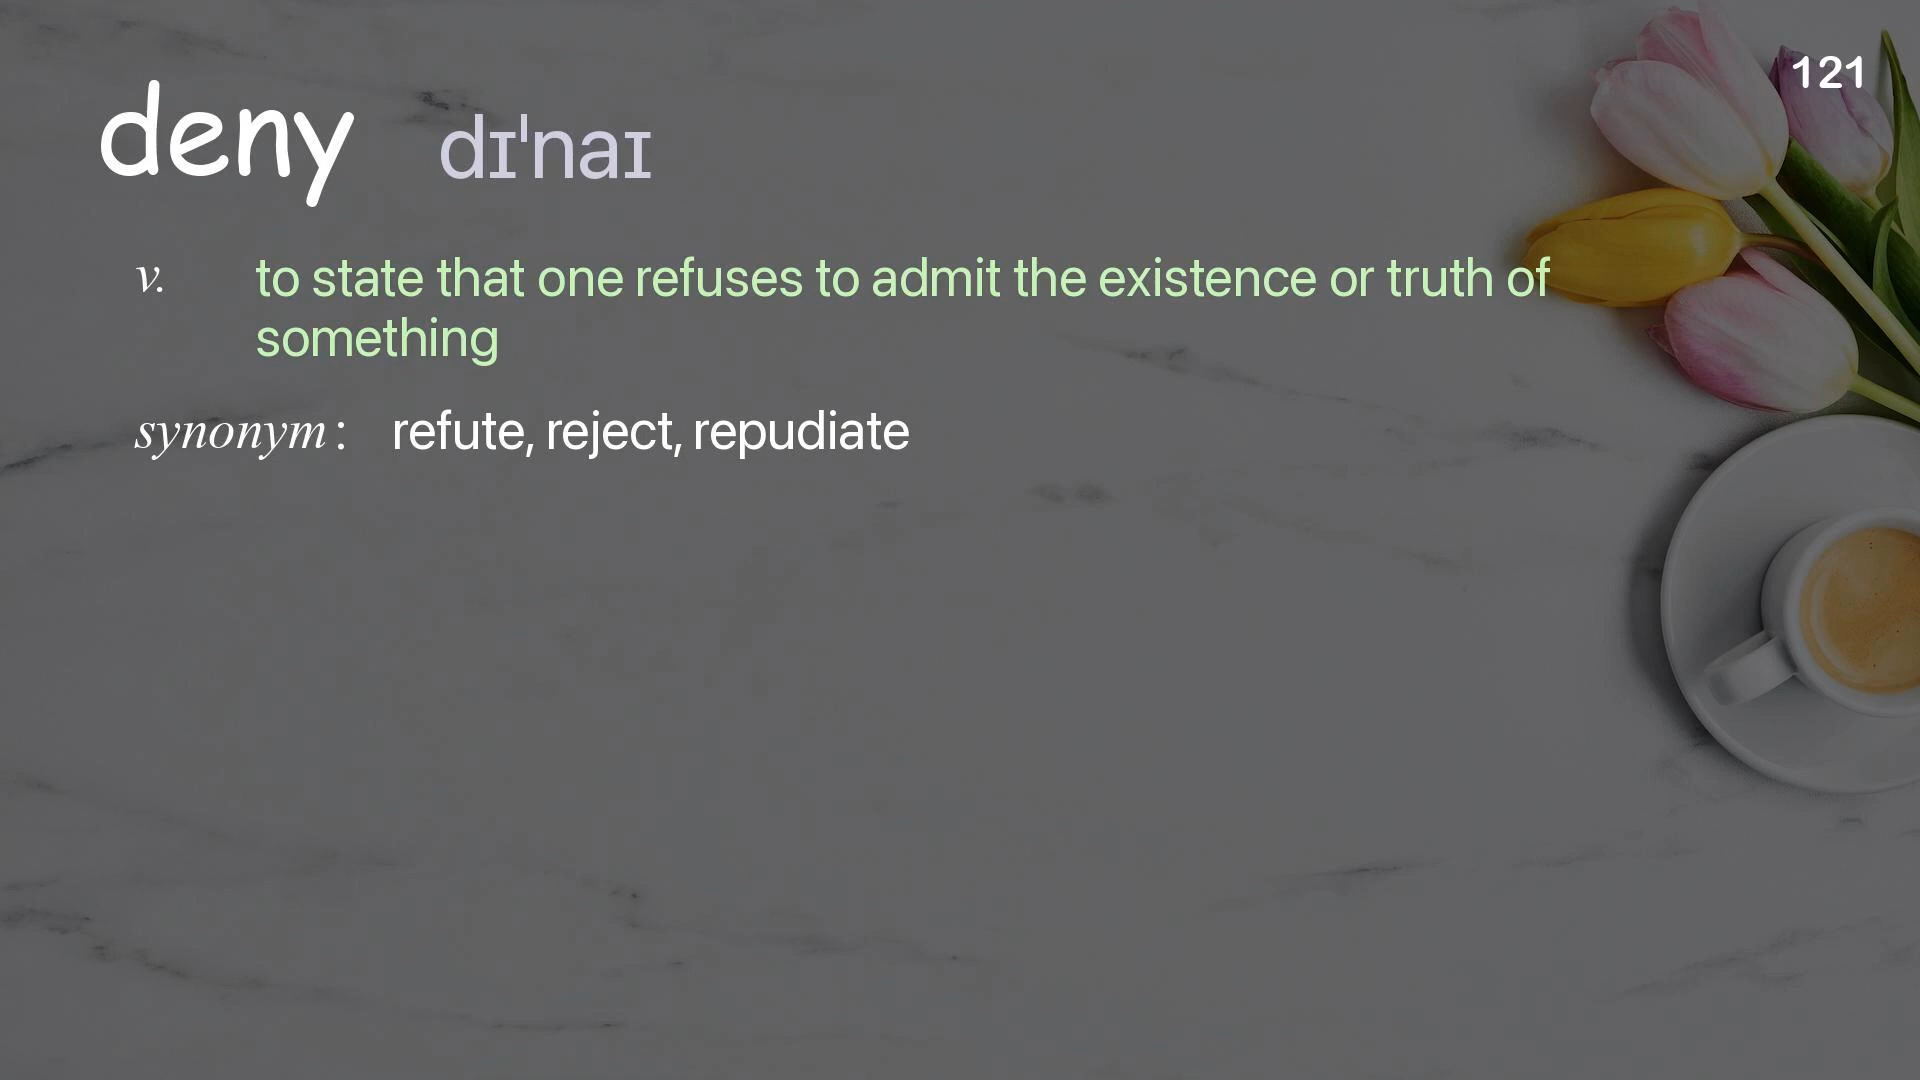 121
deny dɪˈnaɪ
v. to state that one refuses to admit the existence or truth of
something
synonym: refute, reject, repudiate